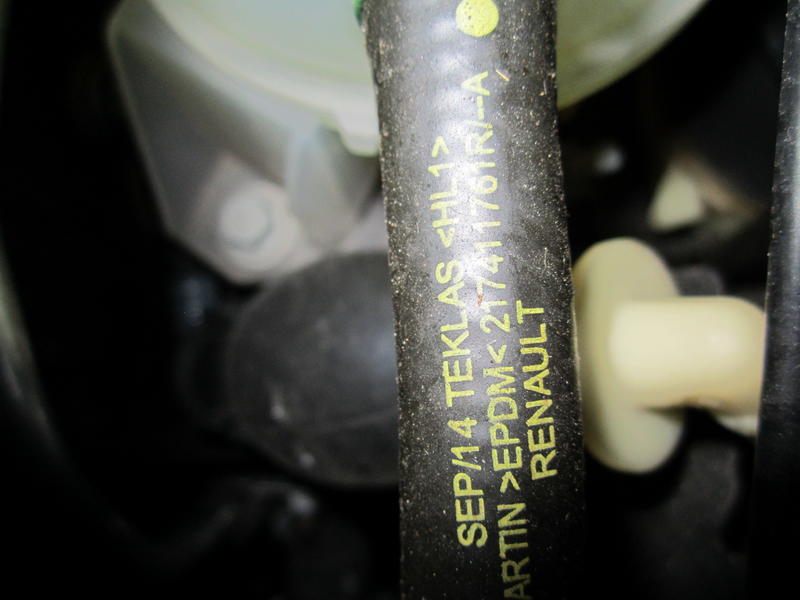 SEP/14 TEKLAS <HL1>
ARTIN >EPDM< 217411761R/--A
RENAULT